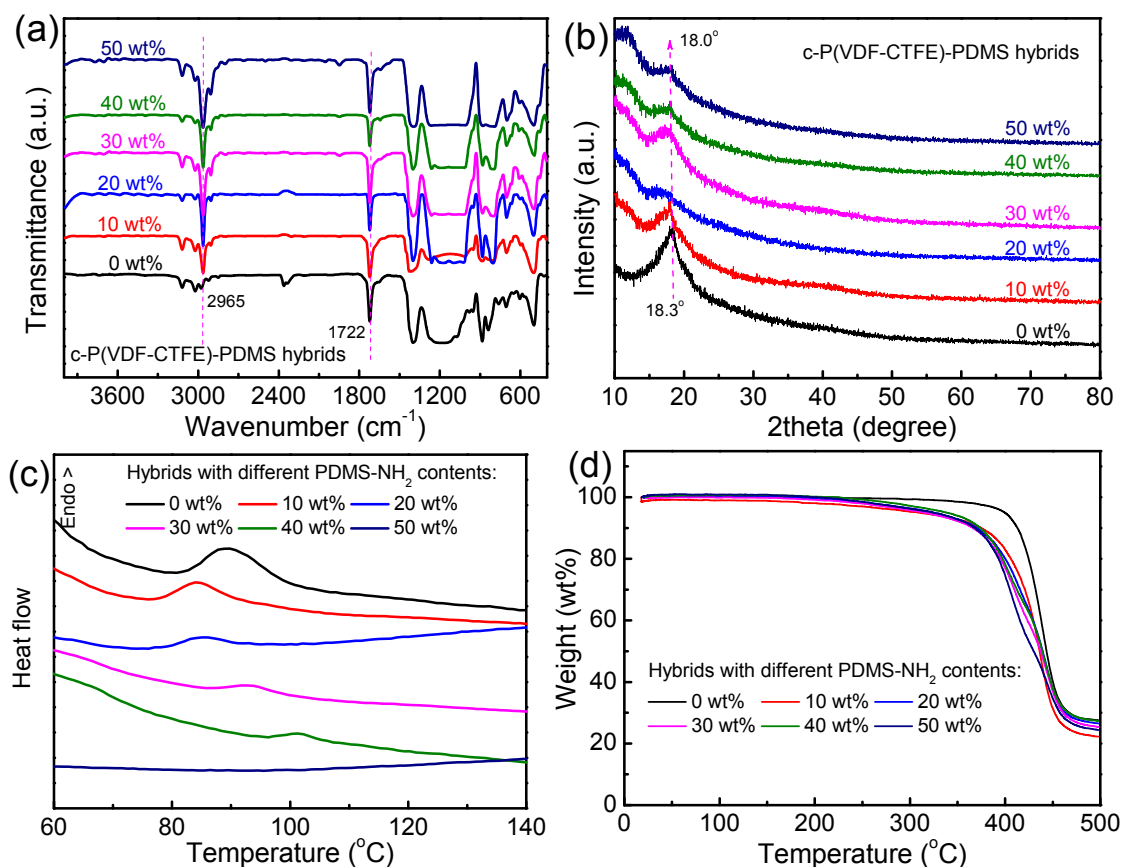 (a)
50 wt%
40 wt%
30 wt%
20 wt%
10 wt%
0 wt%
2965
1722
c-P(VDF-CTFE)-PDMS hybrids
Transmittance (a.u.)
3600 3000 2400 1800 1200 600
Wavenumber (cm⁻¹)
(b)
18.0°
c-P(VDF-CTFE)-PDMS hybrids
50 wt%
40 wt%
30 wt%
20 wt%
10 wt%
0 wt%
18.3°
Intensity (a.u.)
10 20 30 40 50 60 70 80
2theta (degree)
(c)
Endo >
Hybrids with different PDMS-NH₂ contents:
0 wt% 10 wt% 20 wt%
30 wt% 40 wt% 50 wt%
Heat flow
60 80 100 120 140
Temperature (°C)
(d)
100
80
60
40
20
0
Weight (wt%)
Hybrids with different PDMS-NH₂ contents:
0 wt% 10 wt% 20 wt%
30 wt% 40 wt% 50 wt%
0 100 200 300 400 500
Temperature (°C)